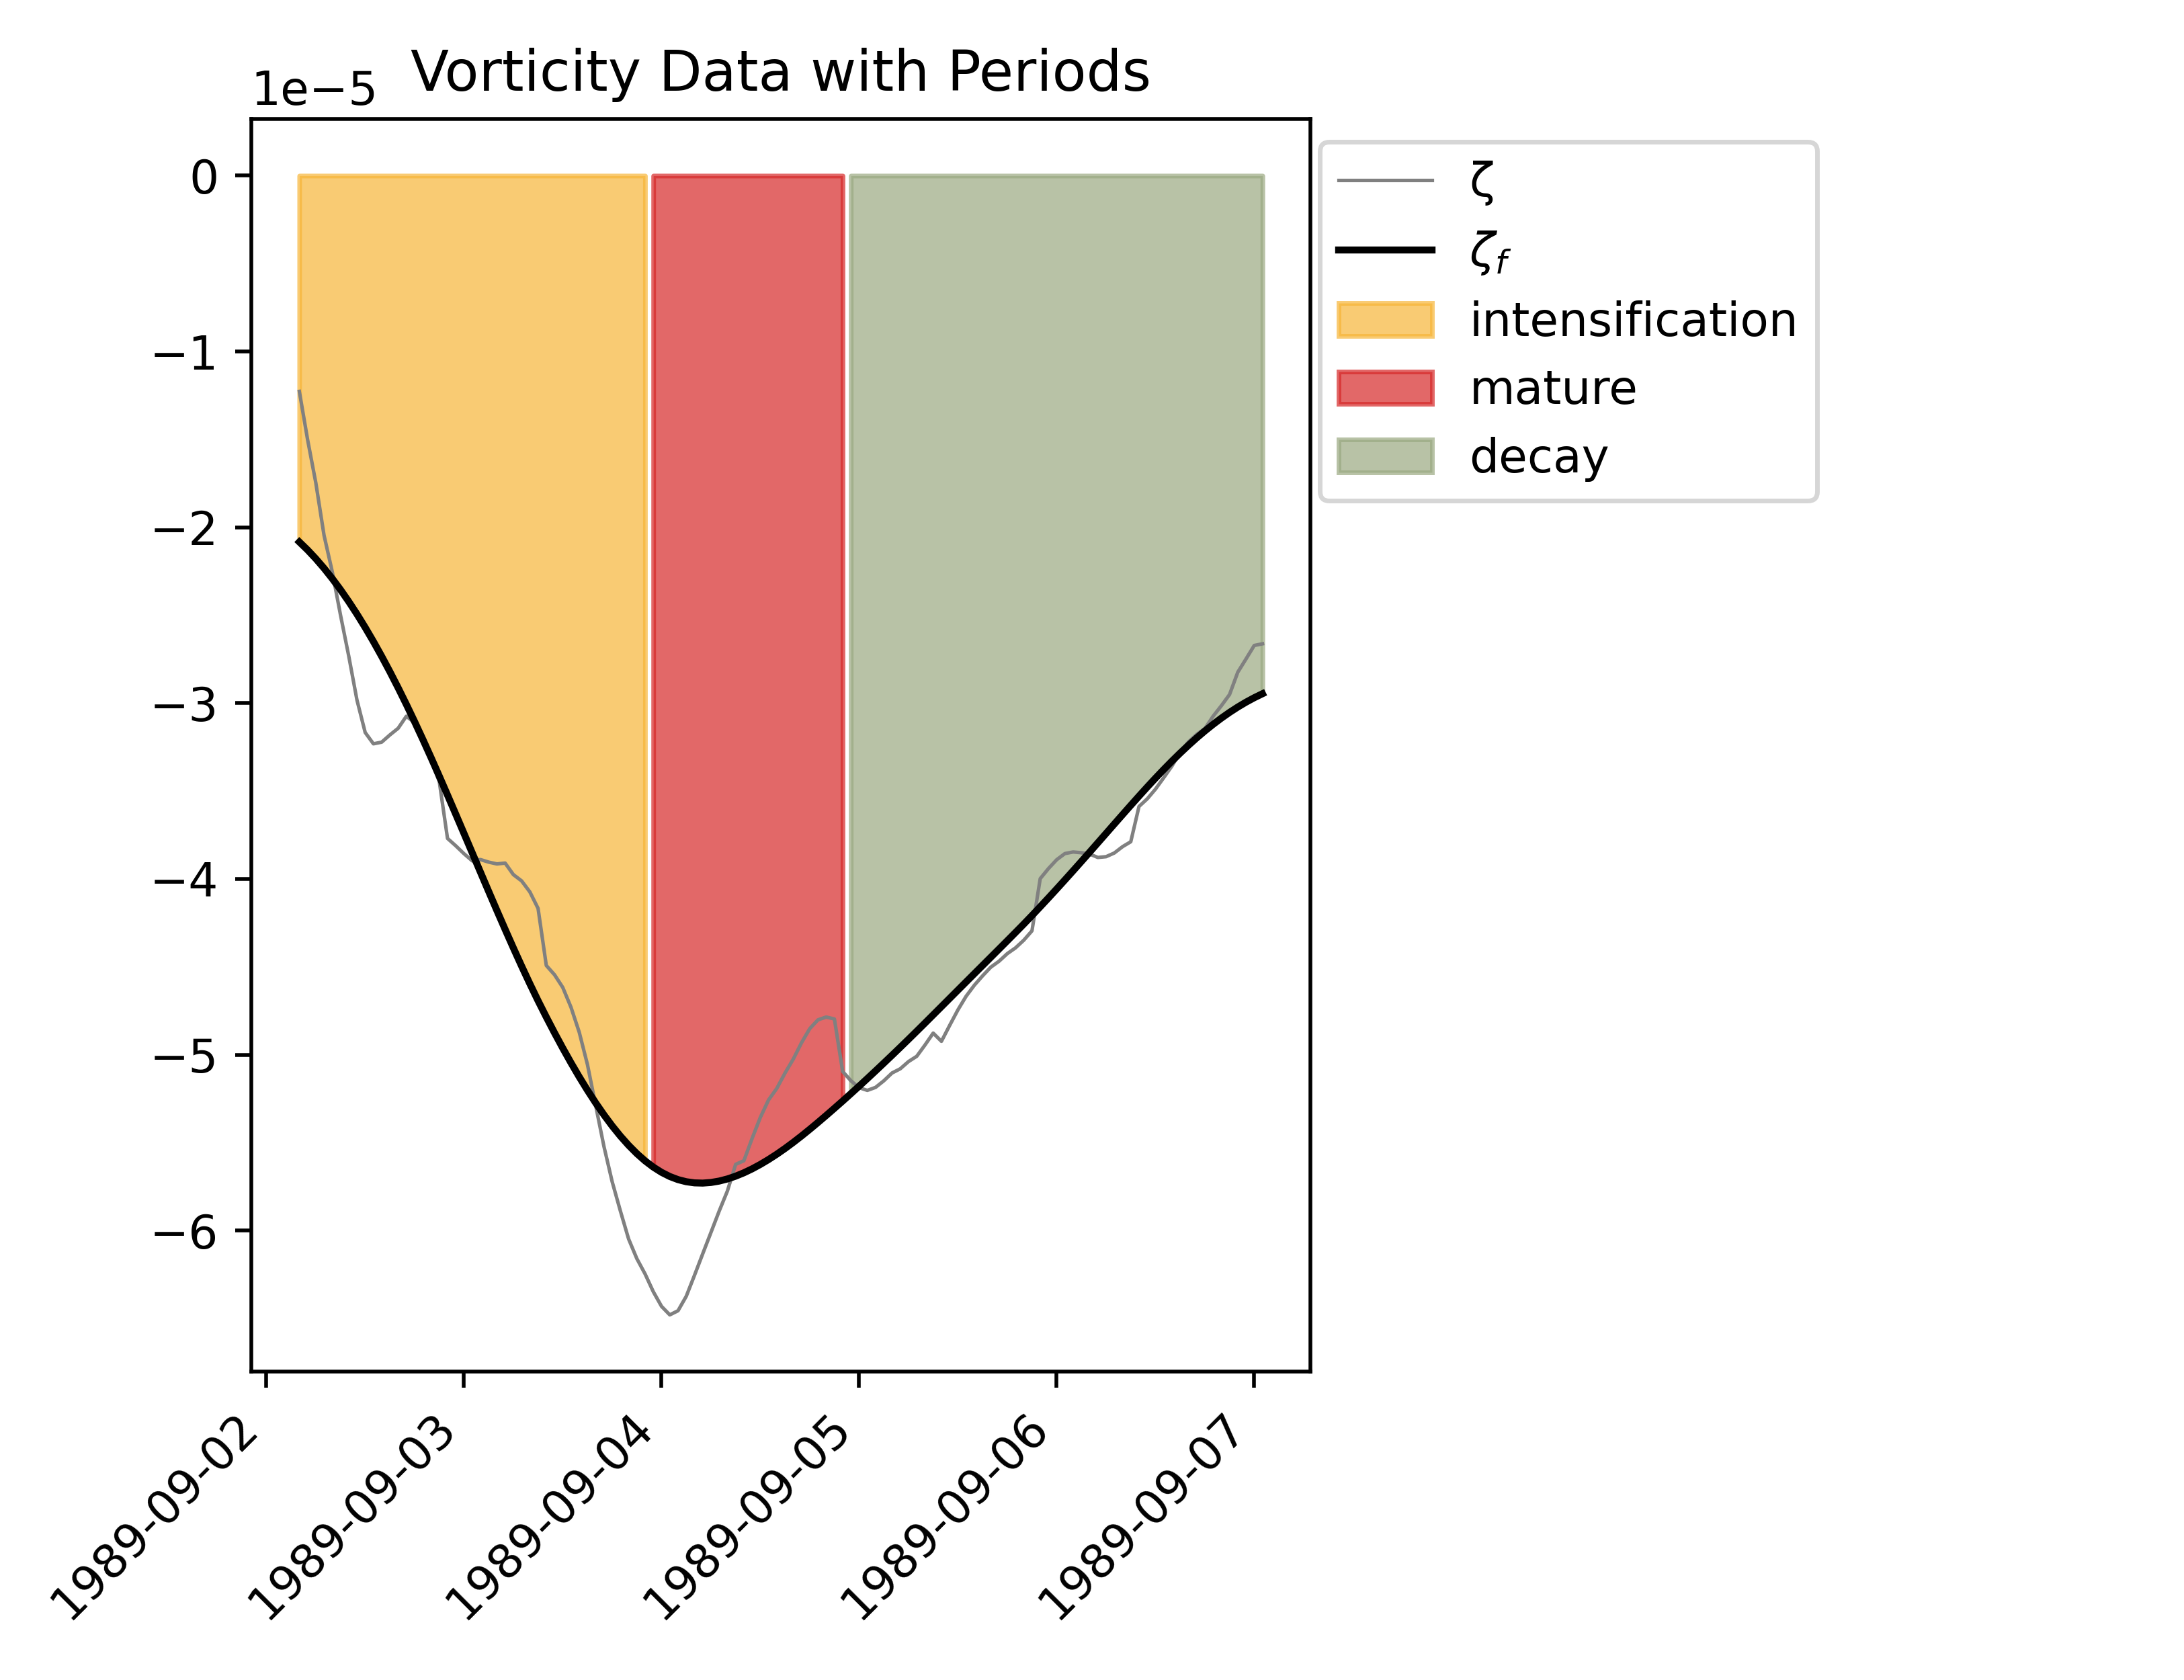 Vorticity Data with Periods
1e−5
0
−1
−2
−3
−4
−5
−6
1989-09-02
1989-09-03
1989-09-04
1989-09-05
1989-09-06
1989-09-07
ζ
ζf
intensification
mature
decay